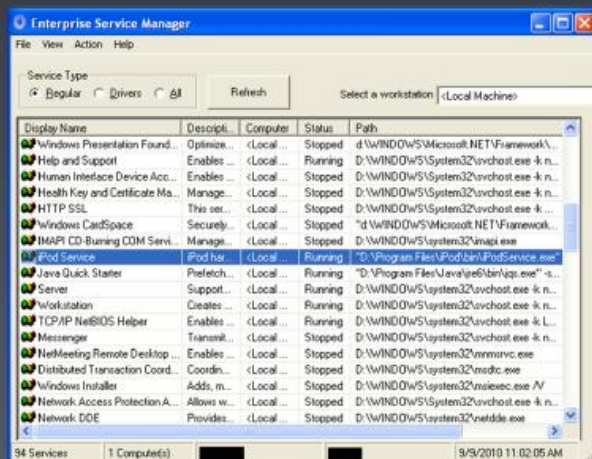 Enterprise Service Manager
File View Action Help
Service Type
Regular Drivers All
Refresh
Select a workstation <Local Machine>
Display Name Descripti... Computer Status Path
Windows Presentation Found... Optimize... <Local ... Stopped d:\WINDOWS\Microsoft.NET\Framework\...
Help and Support Enables ... <Local ... Running D:\WINDOWS\System32\svchost.exe -k n...
Human Interface Device Acc... Enables ... <Local ... Stopped D:\WINDOWS\System32\svchost.exe -k n...
Health Key and Certificate Ma... Manage... <Local ... Stopped D:\WINDOWS\System32\svchost.exe -k n...
HTTP SSL This ser... <Local ... Stopped D:\WINDOWS\System32\svchost.exe -k ...
Windows CardSpace Securely... <Local ... Stopped "d:\WINDOWS\Microsoft.NET\Framework...
IMAPI CD-Burning COM Servi... Manage... <Local ... Stopped D:\WINDOWS\system32\imapi.exe
iPod Service iPod har... <Local ... Running "D:\Program Files\iPod\bin\iPodService.exe"
Java Quick Starter Prefetch... <Local ... Running "D:\Program Files\Java\jre6\bin\jqs.exe" -s...
Server Support... <Local ... Running D:\WINDOWS\system32\svchost.exe -k n...
Workstation Creates ... <Local ... Running D:\WINDOWS\system32\svchost.exe -k n...
TCP/IP NetBIOS Helper Enables ... <Local ... Running D:\WINDOWS\system32\svchost.exe -k L...
Messenger Transmit... <Local ... Stopped D:\WINDOWS\system32\svchost.exe -k n...
NetMeeting Remote Desktop ... Enables ... <Local ... Stopped D:\WINDOWS\system32\mnmsrvc.exe
Distributed Transaction Coord... Coordin... <Local ... Stopped D:\WINDOWS\system32\msdtc.exe
Windows Installer Adds, m... <Local ... Stopped D:\WINDOWS\system32\msiexec.exe /V
Network Access Protection A... Allows w... <Local ... Stopped D:\WINDOWS\System32\svchost.exe -k n...
Network DDE Provides... <Local ... Stopped D:\WINDOWS\system32\netdde.exe
94 Services 1 Computer(s) 9/9/2010 11:02:05 AM